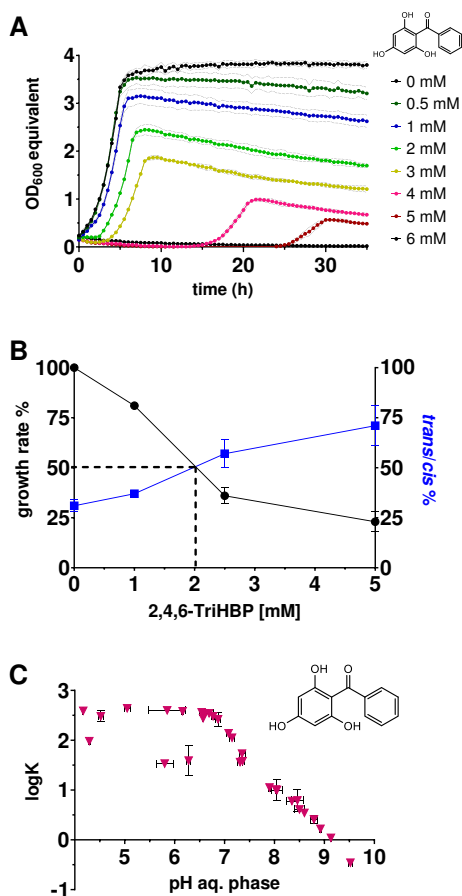 A
OH
O
HO
OH
OD600 equivalent
4
3
2
1
0
0
10
20
30
time (h)
0 mM
0.5 mM
1 mM
2 mM
3 mM
4 mM
5 mM
6 mM
B
growth rate %
100
75
50
25
0
0
1
2
3
4
5
2,4,6-TriHBP [mM]
100
75
50
25
0
trans/cis %
C
OH
O
HO
OH
logK
3
2
1
0
-1
5
6
7
8
9
10
pH aq. phase